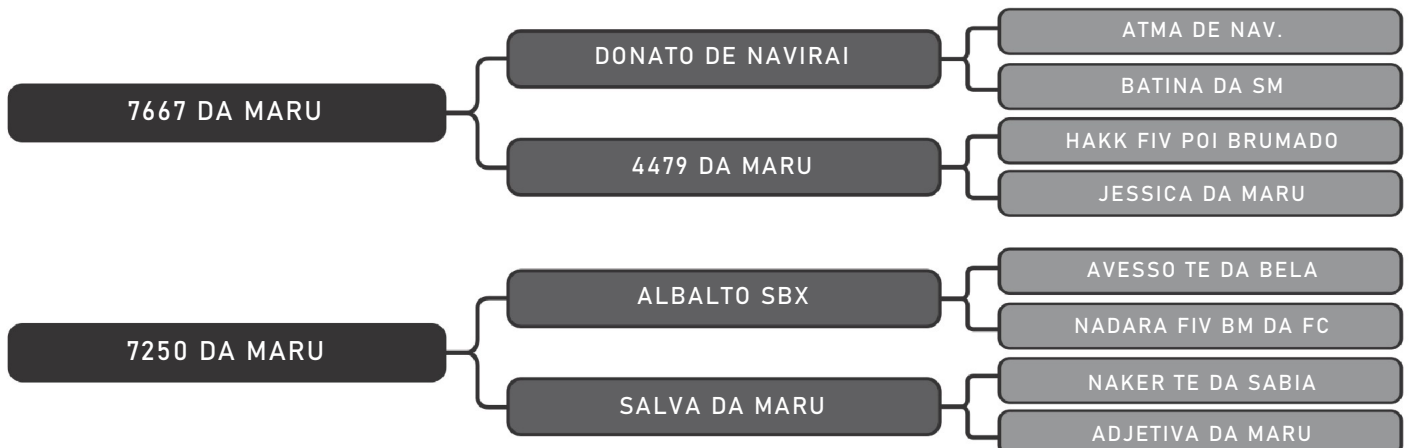 7667 DA MARU
DONATO DE NAVIRAI
ATMA DE NAV.
BATINA DA SM
4479 DA MARU
HAKK FIV POI BRUMADO
JESSICA DA MARU
7250 DA MARU
ALBALTO SBX
AVESSO TE DA BELA
NADARA FIV BM DA FC
SALVA DA MARU
NAKER TE DA SABIA
ADJETIVA DA MARU